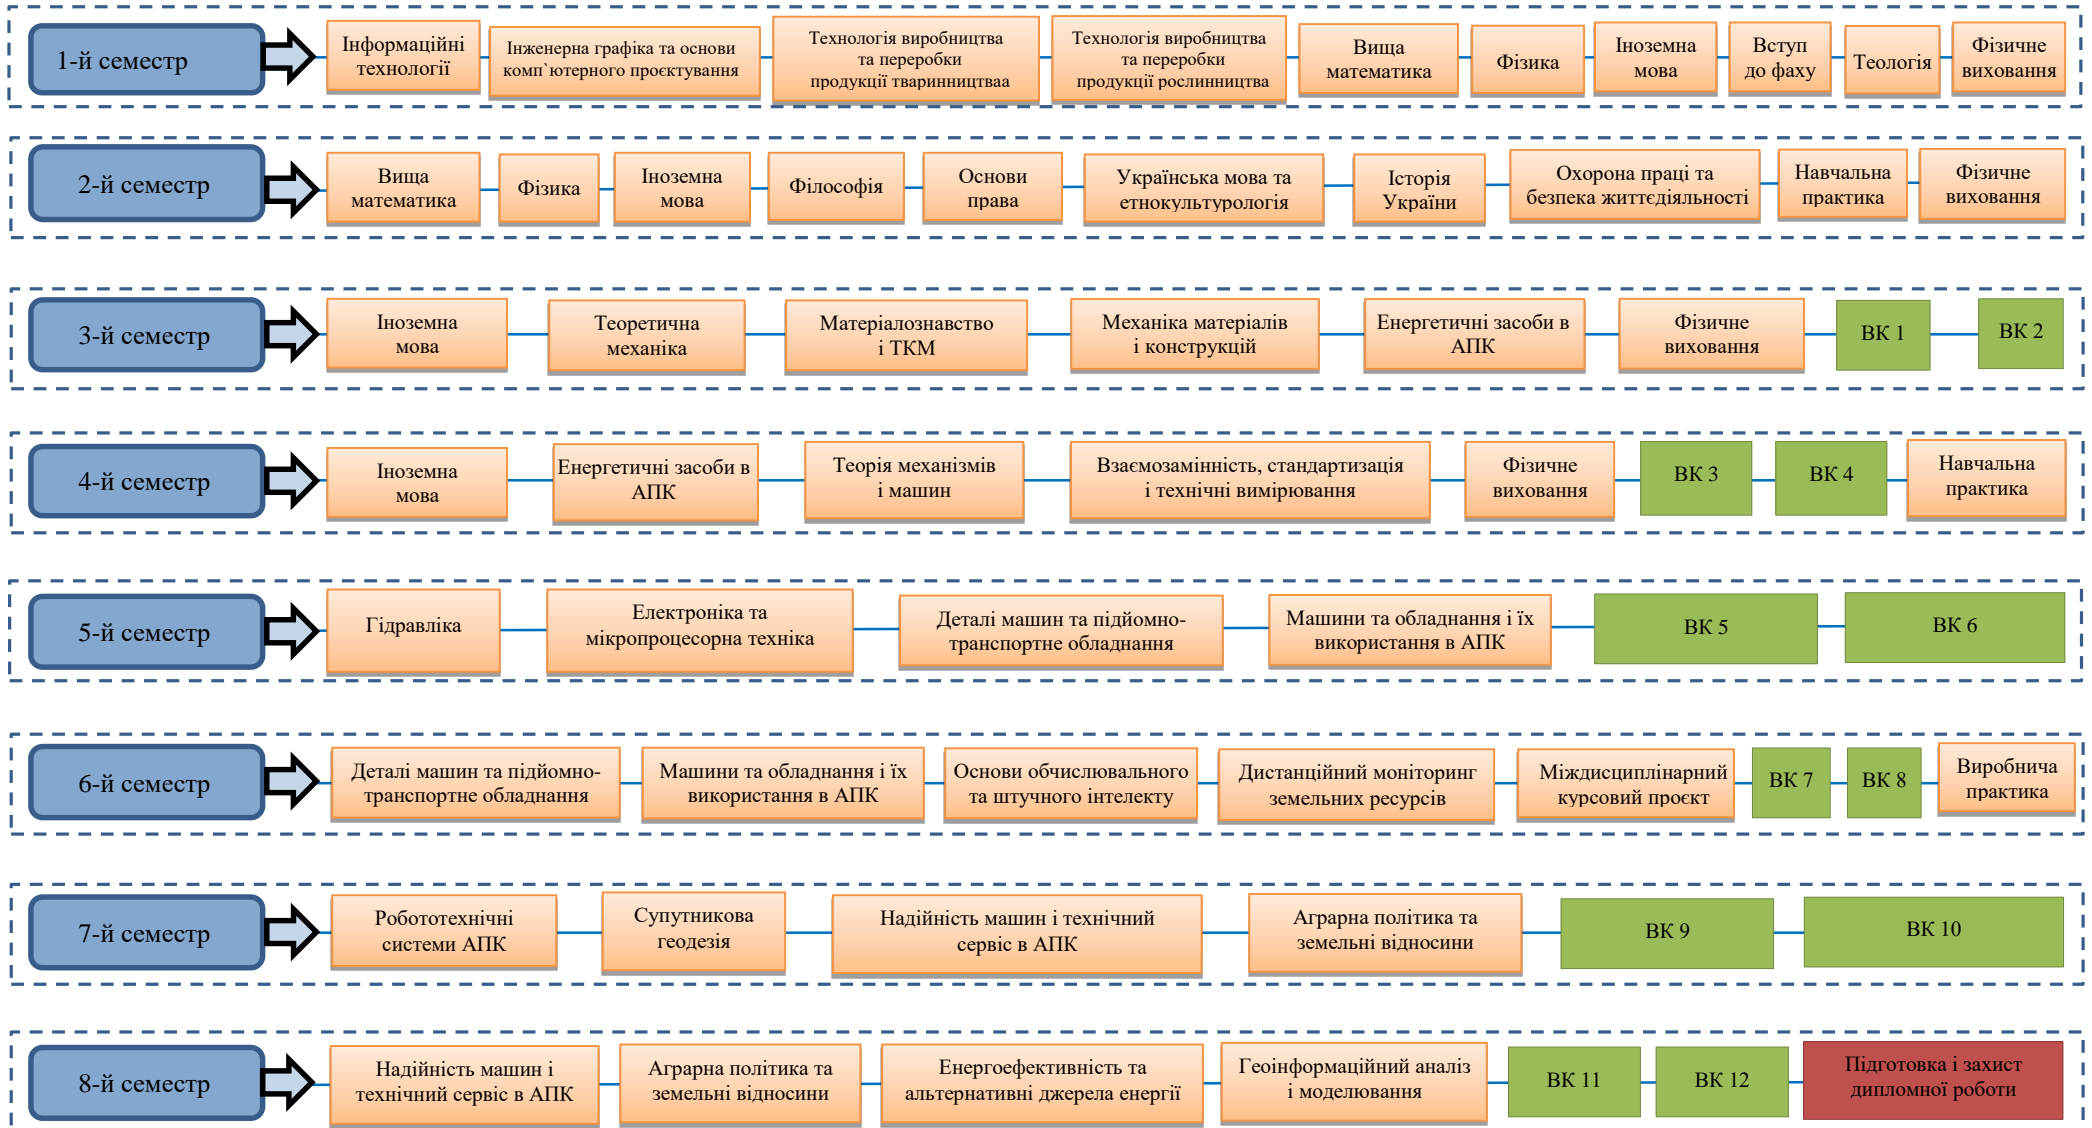 1-й семестр
Інформаційні
технології
Інженерна графіка та основи
комп`ютерного проєктування
Технологія виробництва
та переробки
продукції тваринництваа
Технологія виробництва
та переробки
продукції рослинництва
Вища
математика
Фізика
Іноземна
мова
Вступ
до фаху
Теологія
Фізичне
виховання
2-й семестр
Вища
математика
Фізика
Іноземна
мова
Філософія
Основи
права
Українська мова та
етнокультурологія
Історія
України
Охорона праці та
безпека життєдіяльності
Навчальна
практика
Фізичне
виховання
3-й семестр
Іноземна
мова
Теоретична
механіка
Матеріалознавство
і ТКМ
Механіка матеріалів
і конструкцій
Енергетичні засоби в
АПК
Фізичне
виховання
ВК 1
ВК 2
4-й семестр
Іноземна
мова
Енергетичні засоби в
АПК
Теорія механізмів
і машин
Взаємозамінність, стандартизація
і технічні вимірювання
Фізичне
виховання
ВК 3
ВК 4
Навчальна
практика
5-й семестр
Гідравліка
Електроніка та
мікропроцесорна техніка
Деталі машин та підйомно-
транспортне обладнання
Машини та обладнання і їх
використання в АПК
ВК 5
ВК 6
6-й семестр
Деталі машин та підйомно-
транспортне обладнання
Машини та обладнання і їх
використання в АПК
Основи обчислювального
та штучного інтелекту
Дистанційний моніторинг
земельних ресурсів
Міждисциплінарний
курсовий проєкт
ВК 7
ВК 8
Виробнича
практика
7-й семестр
Робототехнічні
системи АПК
Супутникова
геодезія
Надійність машин і технічний
сервіс в АПК
Аграрна політика та
земельні відносини
ВК 9
ВК 10
8-й семестр
Надійність машин і
технічний сервіс в АПК
Аграрна політика та
земельні відносини
Енергоефективність та
альтернативні джерела енергії
Геоінформаційний аналіз
і моделювання
ВК 11
ВК 12
Підготовка і захист
дипломної роботи